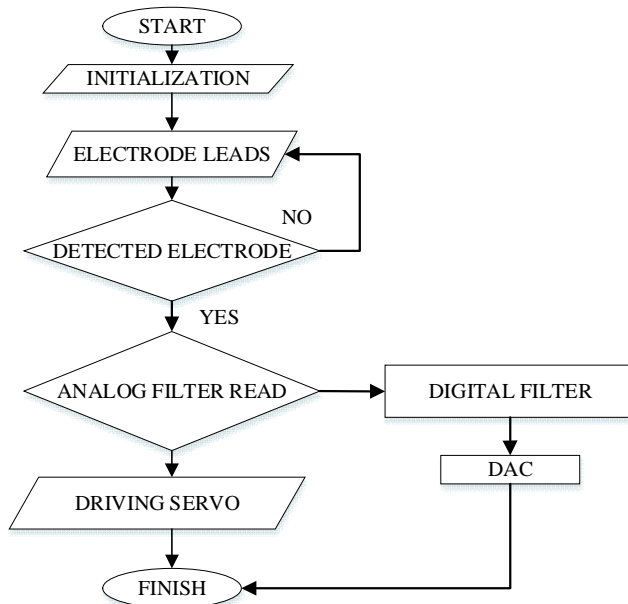 START
INITIALIZATION
ELECTRODE LEADS
NO
DETECTED ELECTRODE
YES
ANALOG FILTER READ
DIGITAL FILTER
DAC
DRIVING SERVO
FINISH